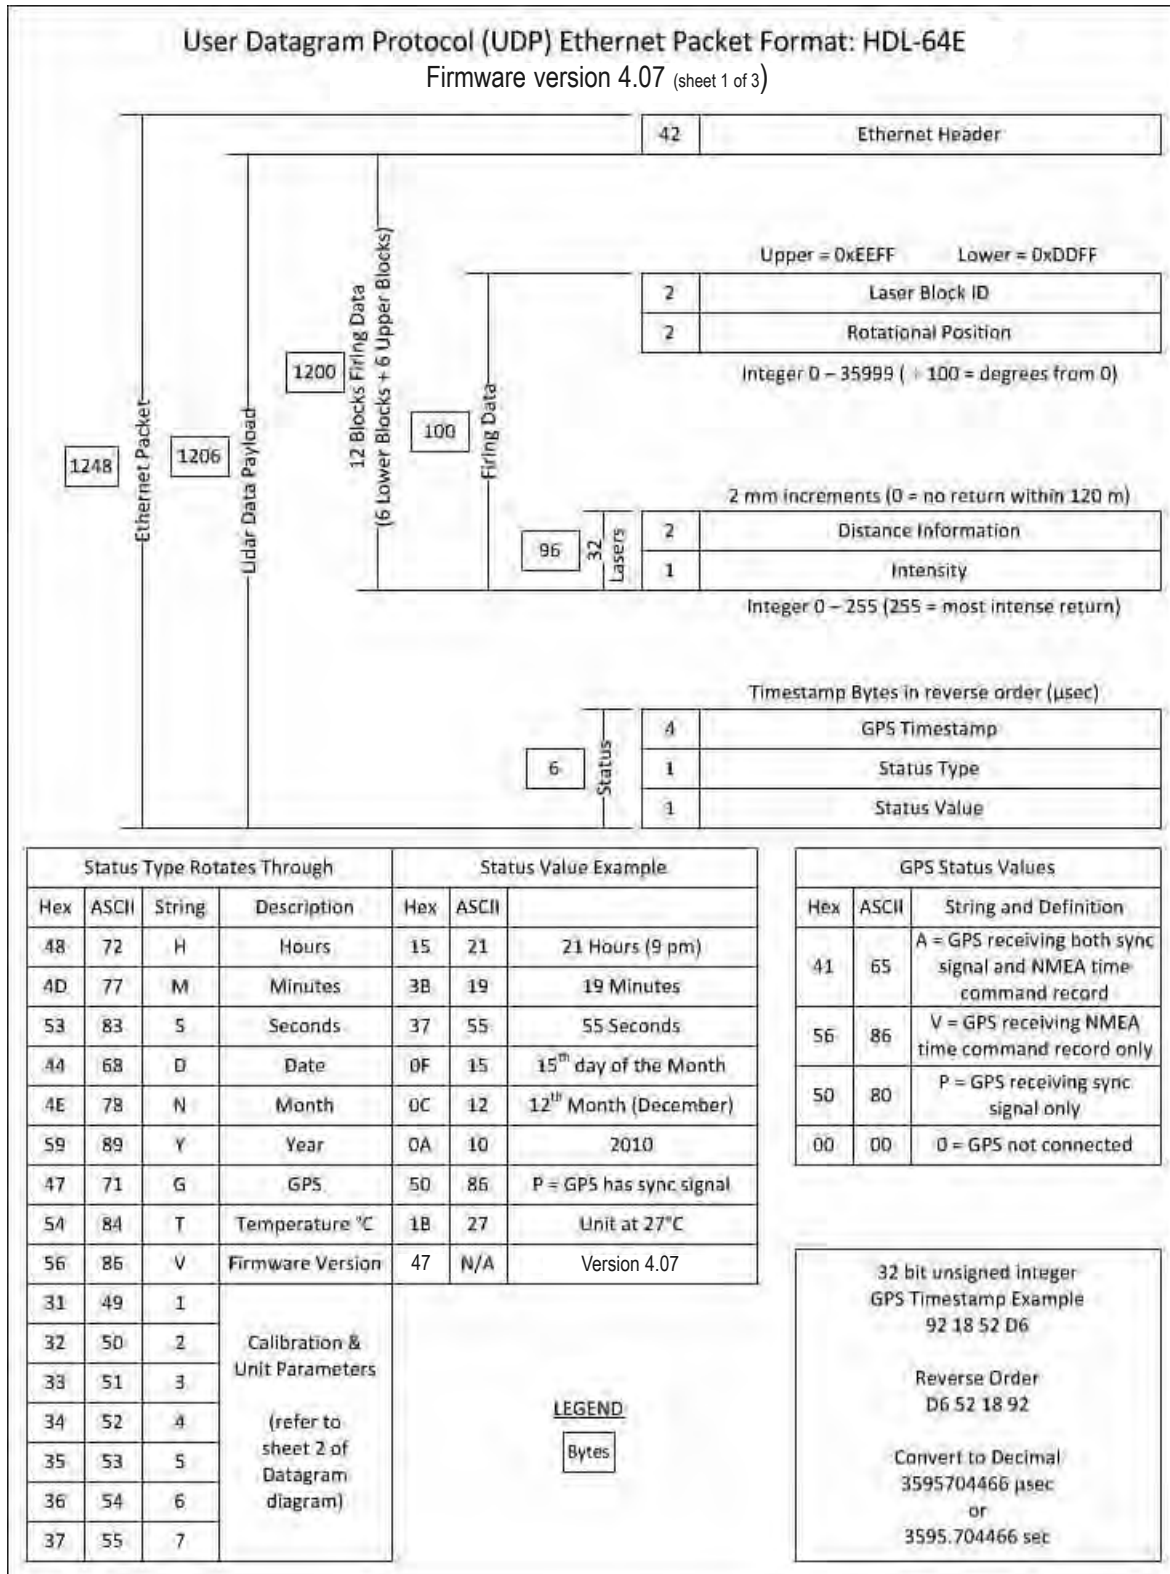 User Datagram Protocol (UDP) Ethernet Packet Format: HDL-64E
Firmware version 4.07 (sheet 1 of 3)
42 Ethernet Header
Upper = 0xEEFF Lower = 0xDDFF
2 Laser Block ID
2 Rotational Position
Integer 0 – 35999 ( ÷ 100 = degrees from 0)
1248
Ethernet Packet
1206
Lidar Data Payload
1200
12 Blocks Firing Data
(6 Lower Blocks + 6 Upper Blocks)
100
Firing Data
2 mm increments (0 = no return within 120 m)
96
32
Lasers
2 Distance Information
1 Intensity
Integer 0 – 255 (255 = most intense return)
Timestamp Bytes in reverse order (µsec)
6
Status
4 GPS Timestamp
1 Status Type
1 Status Value
Status Type Rotates Through Status Value Example
Hex ASCII String Description Hex ASCII
48 72 H Hours 15 21 21 Hours (9 pm)
4D 77 M Minutes 3B 19 19 Minutes
53 83 S Seconds 37 55 55 Seconds
44 68 D Date 0F 15 15th day of the Month
4E 78 N Month 0C 12 12th Month (December)
59 89 Y Year 0A 10 2010
47 71 G GPS 50 86 P = GPS has sync signal
54 84 T Temperature °C 1B 27 Unit at 27°C
56 86 V Firmware Version 47 N/A Version 4.07
31 49 1
32 50 2
33 51 3
34 52 4
35 53 5
36 54 6
37 55 7
Calibration &
Unit Parameters
(refer to
sheet 2 of
Datagram
diagram)
LEGEND
Bytes
GPS Status Values
Hex ASCII String and Definition
41 65 A = GPS receiving both sync
signal and NMEA time
command record
56 86 V = GPS receiving NMEA
time command record only
50 80 P = GPS receiving sync
signal only
00 00 0 = GPS not connected
32 bit unsigned integer
GPS Timestamp Example
92 18 52 D6
Reverse Order
D6 52 18 92
Convert to Decimal
3595704466 µsec
or
3595.704466 sec